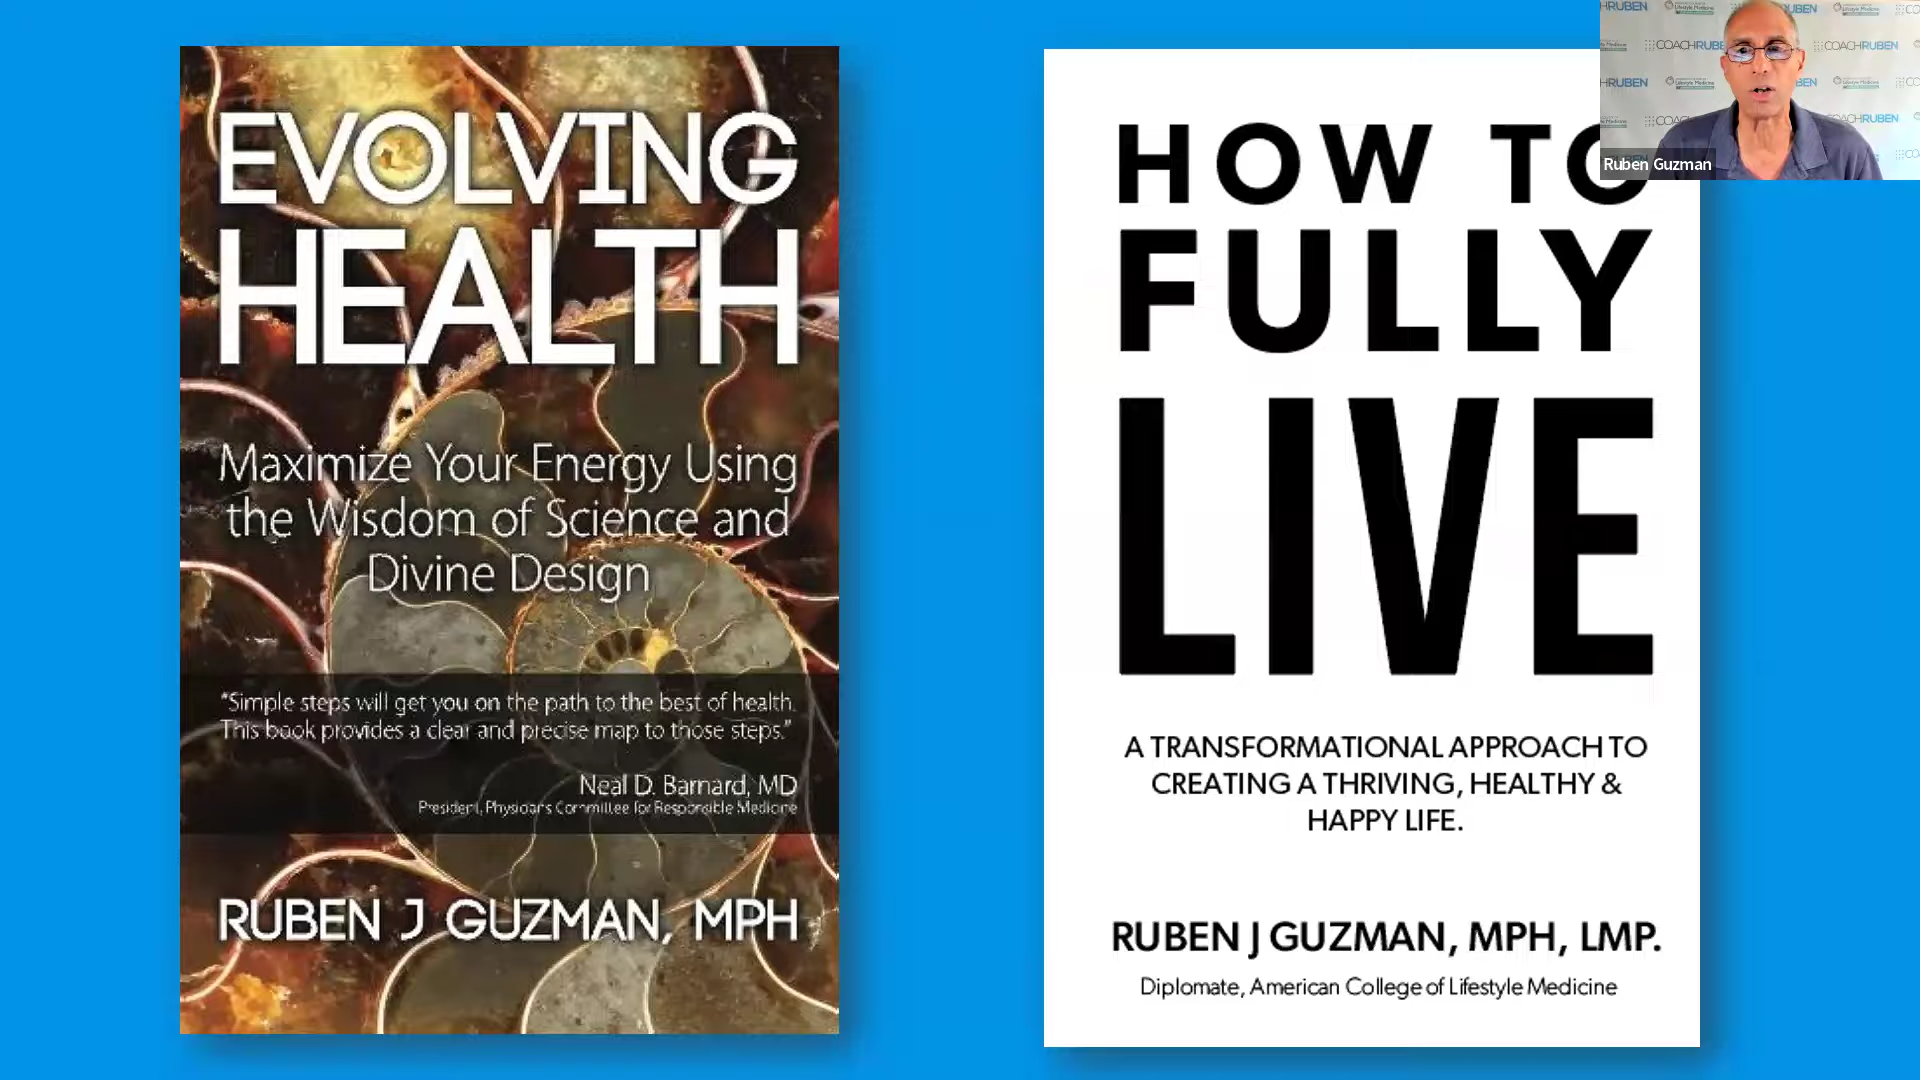 EVOLVING
HEALTH
Maximize Your Energy Using
the Wisdom of Science and
Divine Design
"Simple steps will get you on the path to the best of health.
This book provides a clear and precise map to those steps."
Neal D. Barnard, MD
President, Physicians Committee for Responsible Medicine
RUBEN J GUZMAN, MPH
HOW TO
FULLY
LIVE
A TRANSFORMATIONAL APPROACH TO
CREATING A THRIVING, HEALTHY &
HAPPY LIFE.
RUBEN J GUZMAN, MPH, LMP.
Diplomate, American College of Lifestyle Medicine
COACHRUBEN
Ruben Guzman